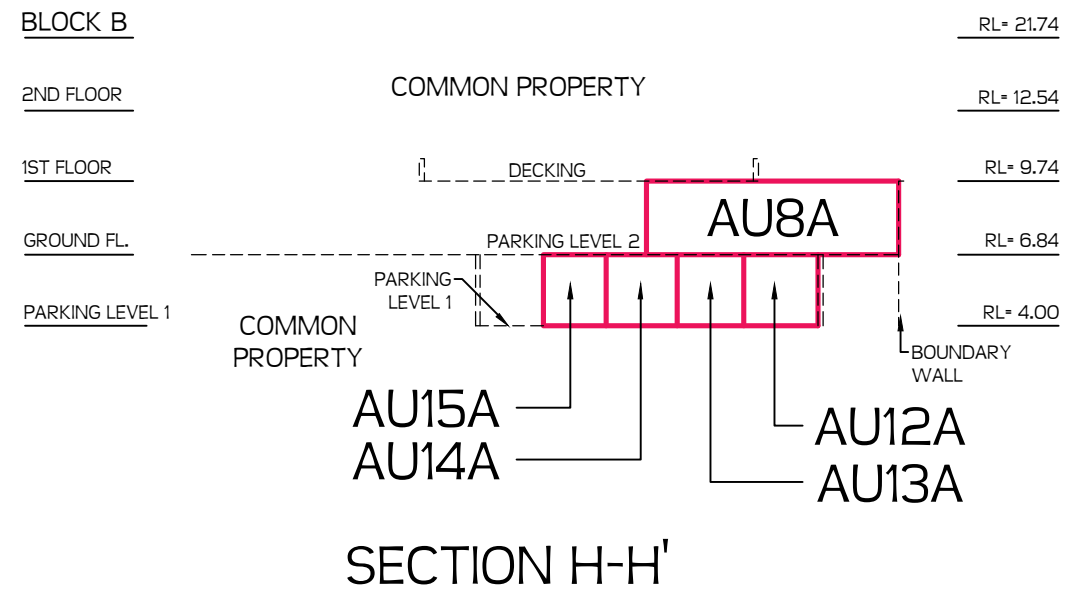 BLOCK B
RL= 21.74
COMMON PROPERTY
2ND FLOOR
RL= 12.54
1ST FLOOR
DECKING
RL= 9.74
AU8A
GROUND FL.
PARKING LEVEL 2
RL= 6.84
PARKING
LEVEL 1
PARKING LEVEL 1
RL= 4.00
COMMON
PROPERTY
BOUNDARY
WALL
AU15A
AU12A
AU14A
AU13A
SECTION H-H'